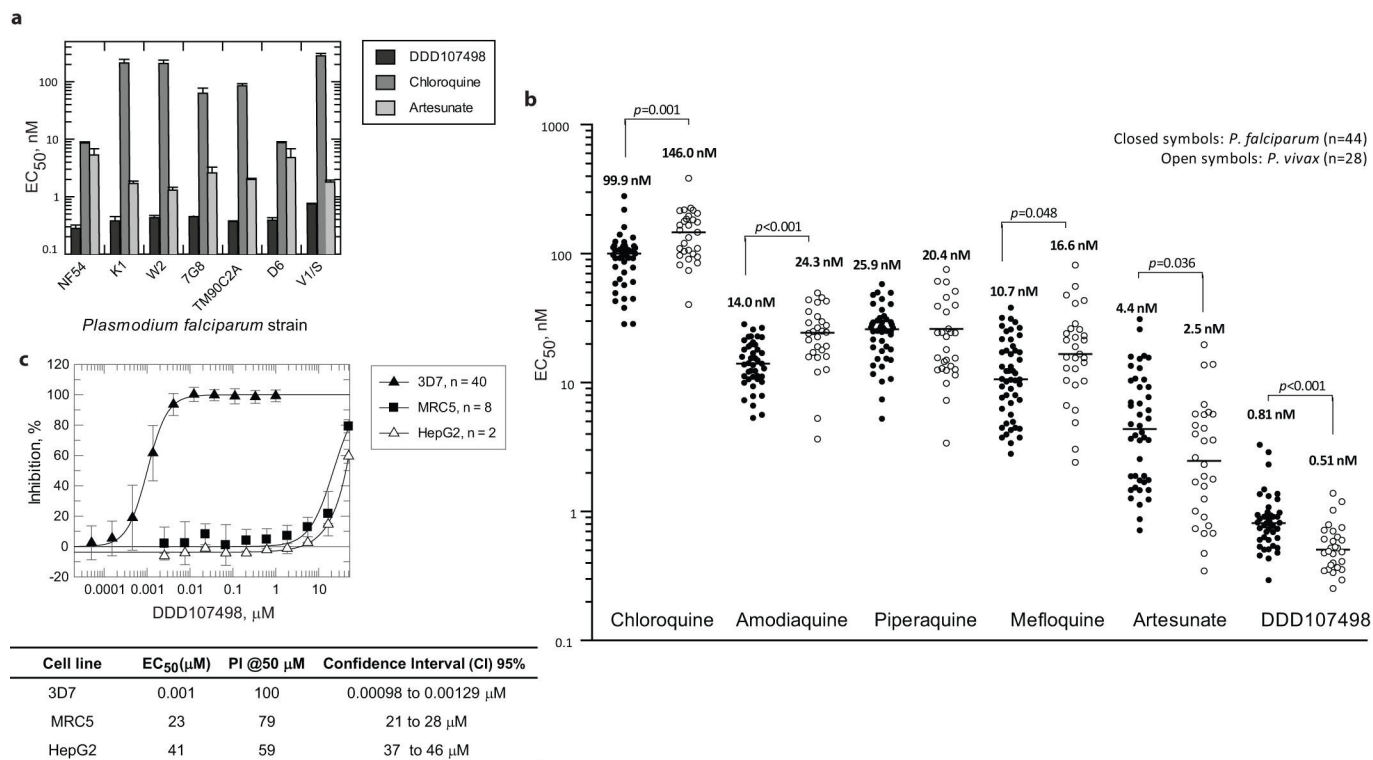 a
DDD107498
Chloroquine
Artesunate
EC50, nM
100
10
1
0.1
NF54
K1
W2
7G8
TM90C2A
D6
V1/S
Plasmodium falciparum strain
b
Closed symbols: P. falciparum (n=44)
Open symbols: P. vivax (n=28)
EC50, nM
1000
100
10
1
0.1
p=0.001
99.9 nM
146.0 nM
p<0.001
14.0 nM
24.3 nM
25.9 nM
20.4 nM
p=0.048
10.7 nM
16.6 nM
p=0.036
4.4 nM
2.5 nM
p<0.001
0.81 nM
0.51 nM
Chloroquine
Amodiaquine
Piperaquine
Mefloquine
Artesunate
DDD107498
c
3D7, n = 40
MRC5, n = 8
HepG2, n = 2
Inhibition, %
120
100
80
60
40
20
0
-20
0.0001
0.001
0.01
0.1
1
10
DDD107498, µM
Cell line EC50(µM) PI @50 µM Confidence Interval (CI) 95%
3D7 0.001 100 0.00098 to 0.00129 µM
MRC5 23 79 21 to 28 µM
HepG2 41 59 37 to 46 µM